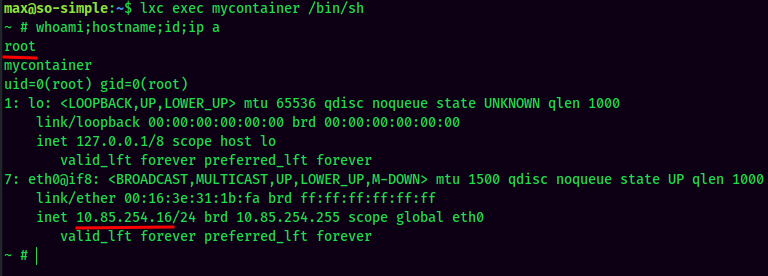 max@so-simple:~$ lxc exec mycontainer /bin/sh
~ # whoami;hostname;id;ip a
root
mycontainer
uid=0(root) gid=0(root)
1: lo: <LOOPBACK,UP,LOWER_UP> mtu 65536 qdisc noqueue state UNKNOWN qlen 1000
    link/loopback 00:00:00:00:00:00 brd 00:00:00:00:00:00
    inet 127.0.0.1/8 scope host lo
       valid_lft forever preferred_lft forever
7: eth0@if8: <BROADCAST,MULTICAST,UP,LOWER_UP,M-DOWN> mtu 1500 qdisc noqueue state UP qlen 1000
    link/ether 00:16:3e:31:1b:fa brd ff:ff:ff:ff:ff:ff
    inet 10.85.254.16/24 brd 10.85.254.255 scope global eth0
       valid_lft forever preferred_lft forever
~ #